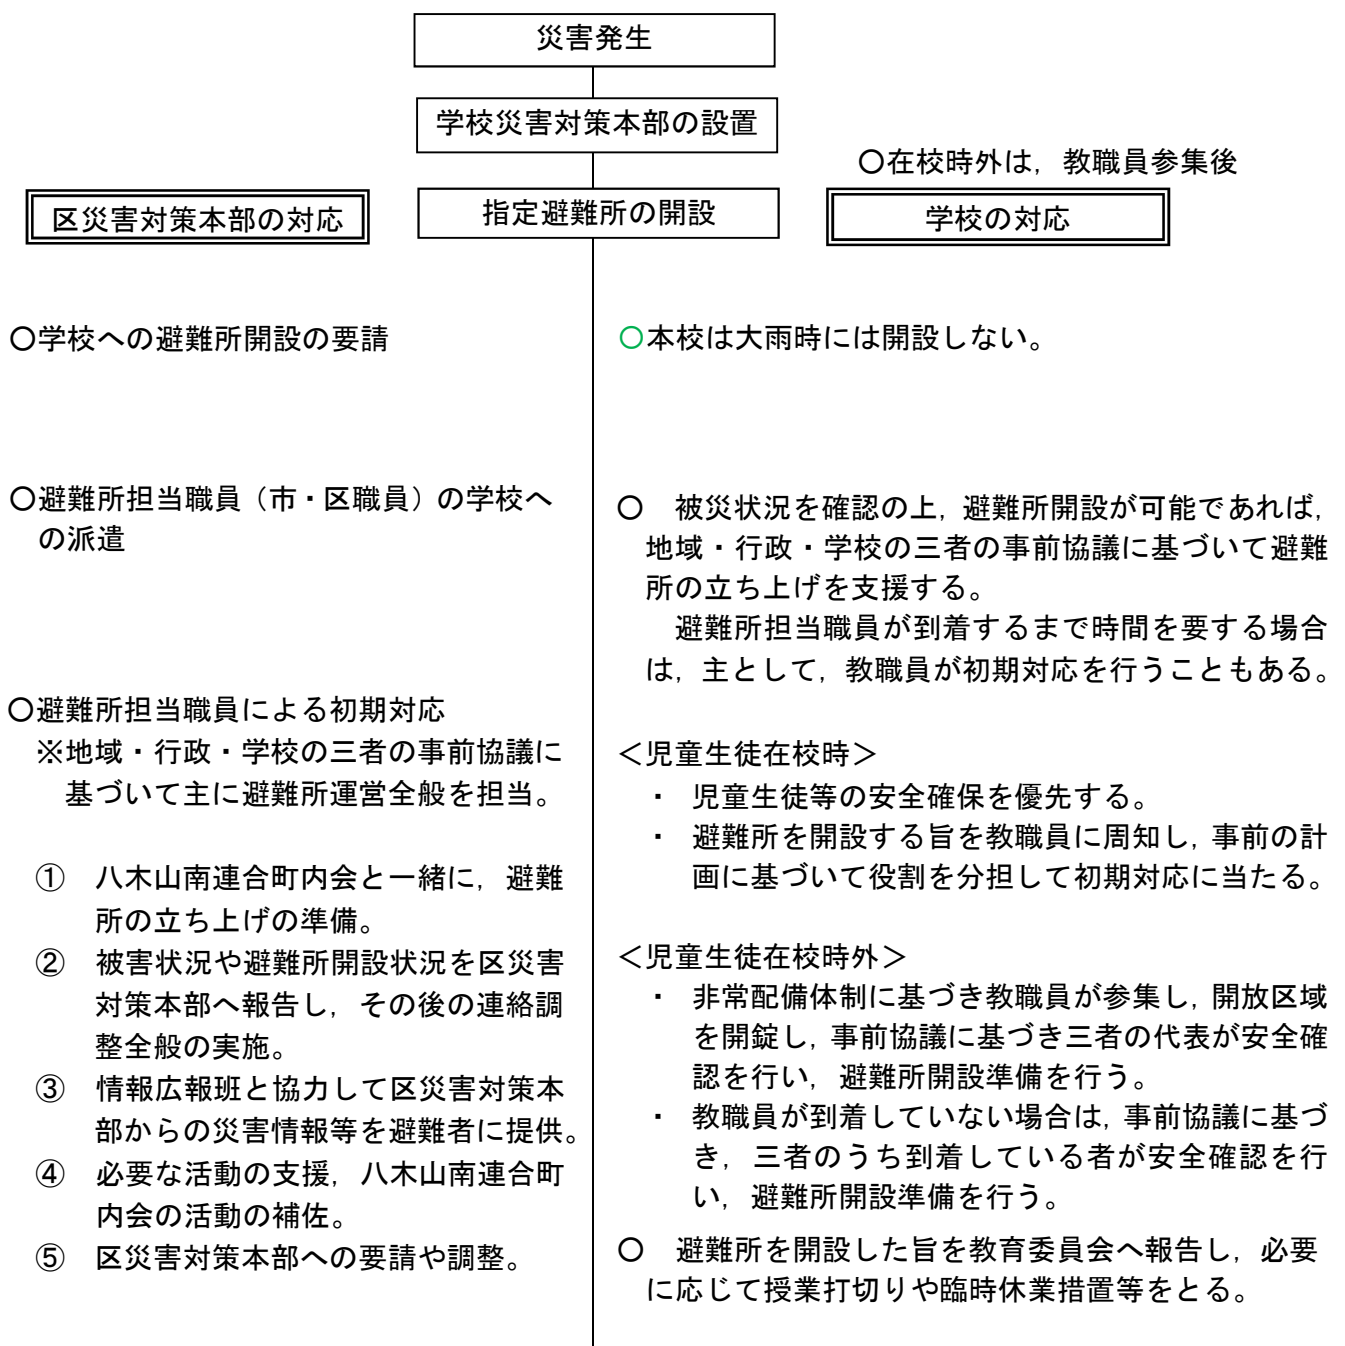 災害発生
学校災害対策本部の設置
〇在校時外は，教職員参集後
区災害対策本部の対応
指定避難所の開設
学校の対応
〇学校への避難所開設の要請
〇避難所担当職員（市・区職員）の学校へ
の派遣
〇避難所担当職員による初期対応
※地域・行政・学校の三者の事前協議に
基づいて主に避難所運営全般を担当。
① 八木山南連合町内会と一緒に，避難
所の立ち上げの準備。
② 被害状況や避難所開設状況を区災害
対策本部へ報告し，その後の連絡調
整全般の実施。
③ 情報広報班と協力して区災害対策本
部からの災害情報等を避難者に提供。
④ 必要な活動の支援，八木山南連合町
内会の活動の補佐。
⑤ 区災害対策本部への要請や調整。
〇本校は大雨時には開設しない。
〇 被災状況を確認の上，避難所開設が可能であれば，
地域・行政・学校の三者の事前協議に基づいて避難
所の立ち上げを支援する。
避難所担当職員が到着するまで時間を要する場合
は，主として，教職員が初期対応を行うこともある。
＜児童生徒在校時＞
・ 児童生徒等の安全確保を優先する。
・ 避難所を開設する旨を教職員に周知し，事前の計
画に基づいて役割を分担して初期対応に当たる。
＜児童生徒在校時外＞
・ 非常配備体制に基づき教職員が参集し，開放区域
を開錠し，事前協議に基づき三者の代表が安全確
認を行い，避難所開設準備を行う。
・ 教職員が到着していない場合は，事前協議に基づ
き，三者のうち到着している者が安全確認を行
い，避難所開設準備を行う。
〇 避難所を開設した旨を教育委員会へ報告し，必要
に応じて授業打切りや臨時休業措置等をとる。